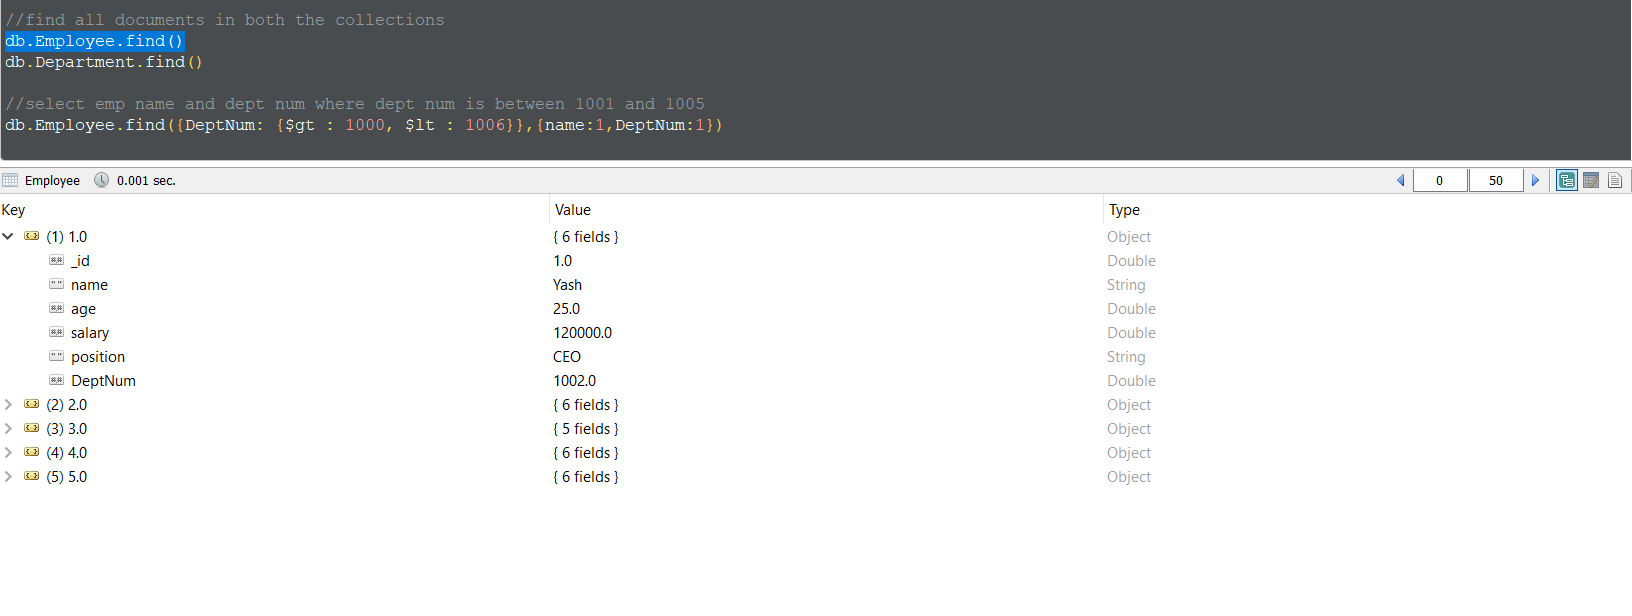 //find all documents in both the collections
db.Employee.find()
db.Department.find()
//select emp name and dept num where dept num is between 1001 and 1005
db.Employee.find({DeptNum: {$gt : 1000, $lt : 1006}},{name:1,DeptNum:1})
Employee 0.001 sec. 0 50
Key Value Type
(1) 1.0 { 6 fields } Object
_id 1.0 Double
name Yash String
age 25.0 Double
salary 120000.0 Double
position CEO String
DeptNum 1002.0 Double
(2) 2.0 { 6 fields } Object
(3) 3.0 { 5 fields } Object
(4) 4.0 { 6 fields } Object
(5) 5.0 { 6 fields } Object